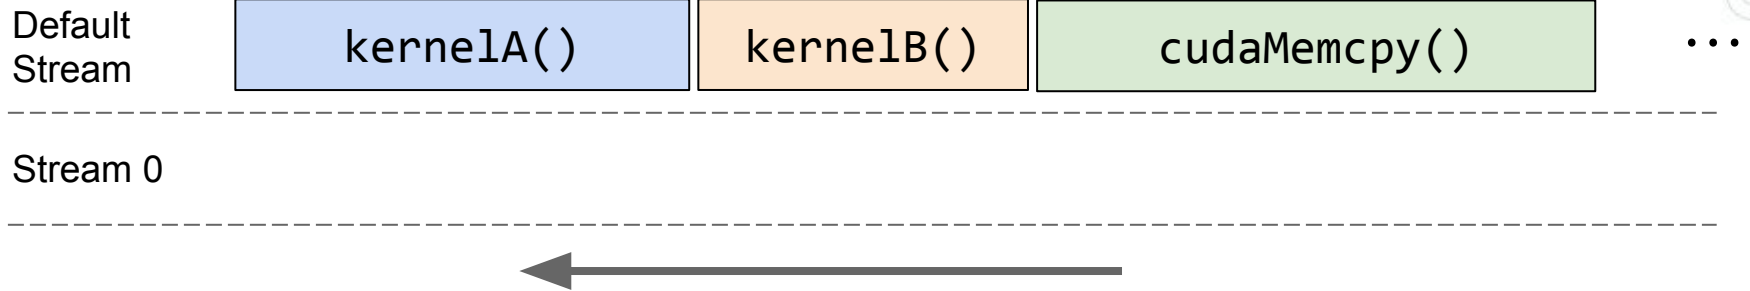 Default
Stream
kernelA()
kernelB()
cudaMemcpy()
...
Stream 0